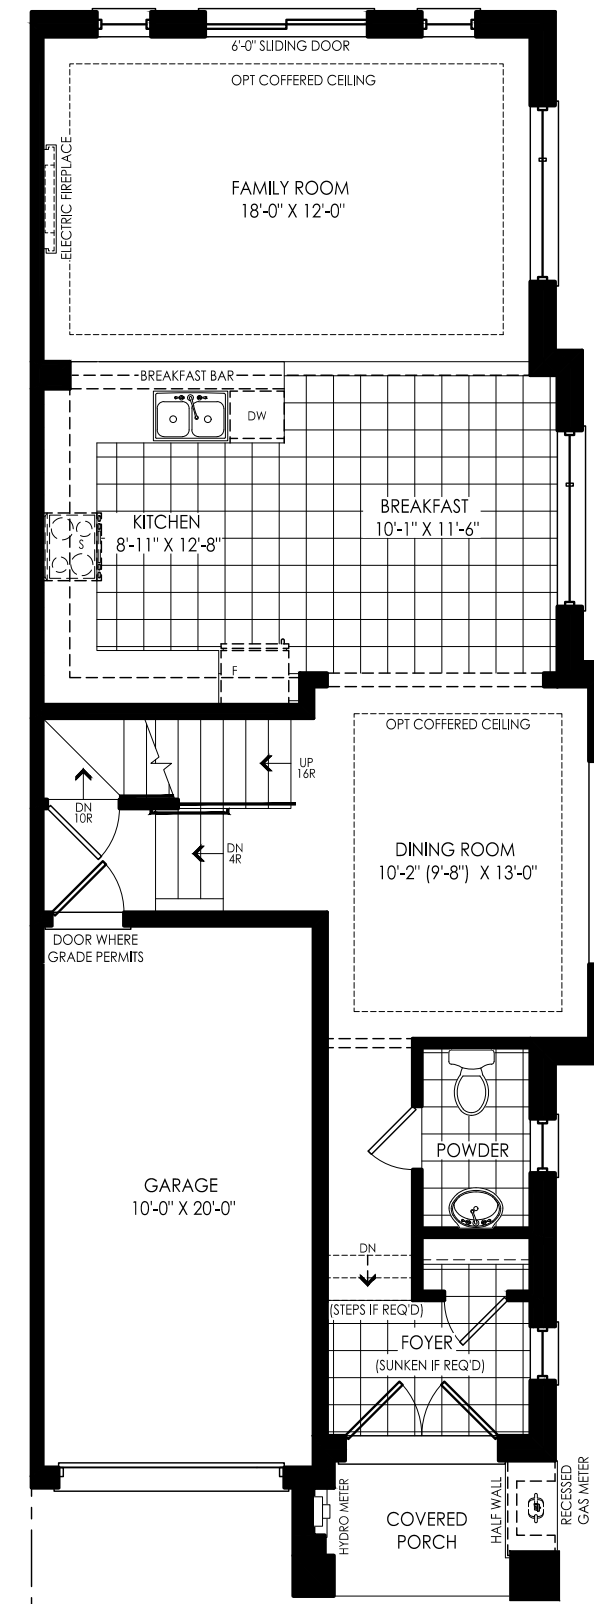 6'-0" SLIDING DOOR
OPT COFFERED CEILING
ELECTRIC FIREPLACE
FAMILY ROOM
18'-0" X 12'-0"
BREAKFAST BAR
DW
KITCHEN
8'-11" X 12'-8"
S
BREAKFAST
10'-1" X 11'-6"
F
OPT COFFERED CEILING
UP
16R
DN
10R
DN
4R
DINING ROOM
10'-2" (9'-8") X 13'-0"
DOOR WHERE
GRADE PERMITS
POWDER
GARAGE
10'-0" X 20'-0"
DN
(STEPS IF REQ'D)
FOYER
(SUNKEN IF REQ'D)
HYDRO METER
COVERED
PORCH
HALF WALL
RECESSED
GAS METER